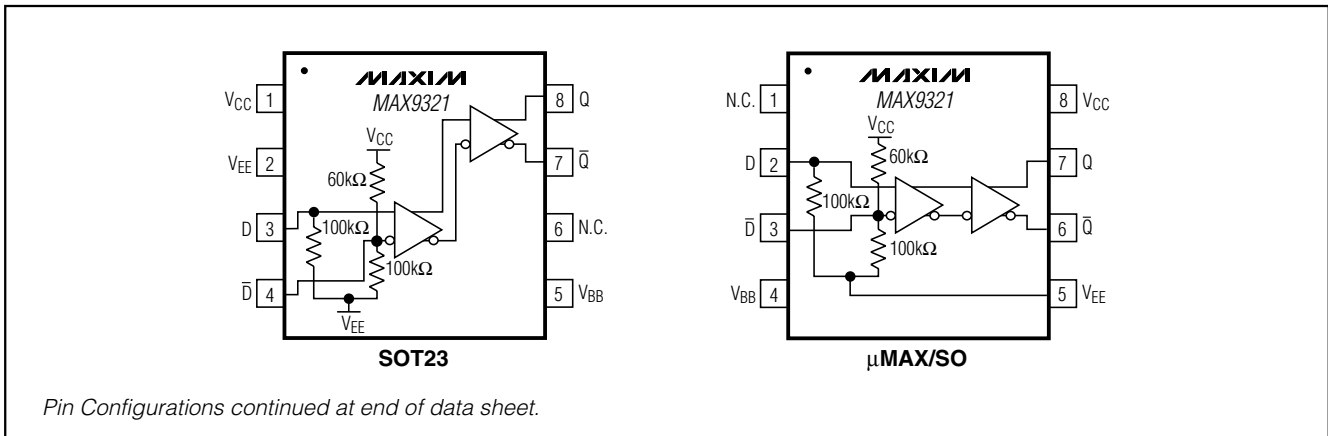 MAXIM
MAX9321
VCC 1
VEE 2
D 3
D̅ 4
8 Q
7 Q̅
6 N.C.
5 VBB
VCC
60kΩ
100kΩ
100kΩ
VEE
SOT23
MAXIM
MAX9321
N.C. 1
D 2
D̅ 3
VBB 4
8 VCC
7 Q
6 Q̅
5 VEE
VCC
60kΩ
100kΩ
100kΩ
μMAX/SO
Pin Configurations continued at end of data sheet.